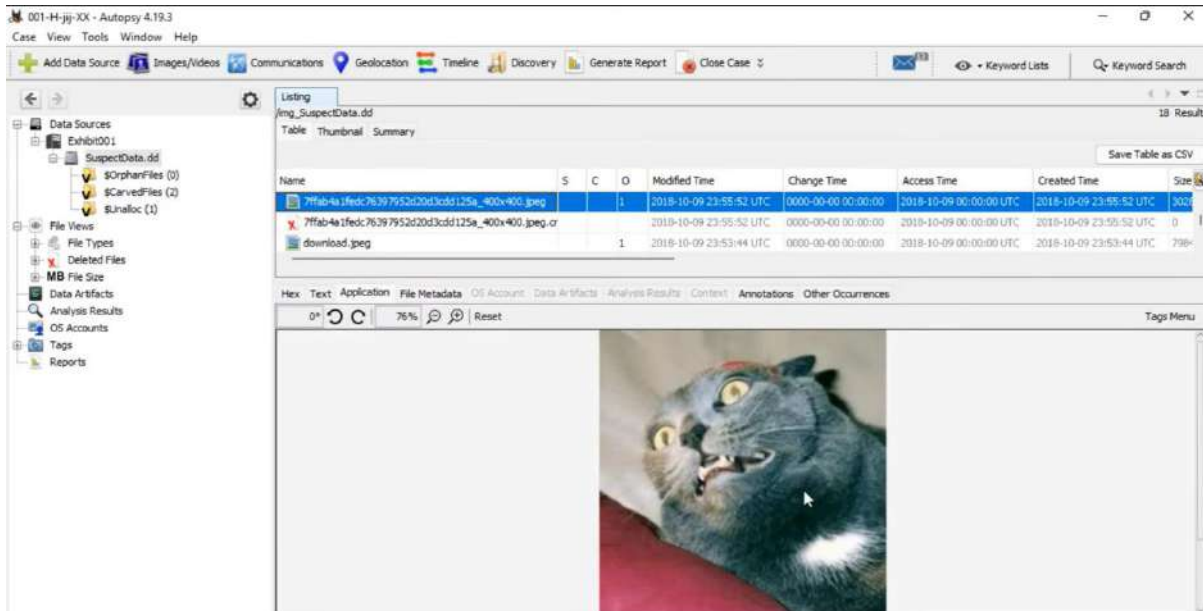 001-H-jij-XX - Autopsy 4.19.3
Case View Tools Window Help
Add Data Source Images/Videos Communications Geolocation Timeline Discovery Generate Report Close Case Keyword Lists Keyword Search
Listing
/img_SuspectData.dd 18 Result
Table Thumbnail Summary
Save Table as CSV
Name S C O Modified Time Change Time Access Time Created Time Size
7ffab4a1fedc76397952d20d3cdd125a_400x400.jpeg 1 2018-10-09 23:55:52 UTC 0000-00-00 00:00:00 2018-10-09 00:00:00 UTC 2018-10-09 23:55:52 UTC 3028
7ffab4a1fedc76397952d20d3cdd125a_400x400.jpeg.cr 2018-10-09 23:55:52 UTC 0000-00-00 00:00:00 2018-10-09 00:00:00 UTC 2018-10-09 23:55:52 UTC 0
download.jpeg 1 2018-10-09 23:53:44 UTC 0000-00-00 00:00:00 2018-10-09 00:00:00 UTC 2018-10-09 23:53:44 UTC
Data Sources
Exhibit001
SuspectData.dd
$OrphanFiles (0)
$CarvedFiles (2)
$Unalloc (1)
File Views
File Types
Deleted Files
MB File Size
Data Artifacts
Analysis Results
OS Accounts
Tags
Reports
Hex Text Application File Metadata OS Account Data Artifacts Analysis Results Context Annotations Other Occurrences
0° 76% Reset Tags Menu